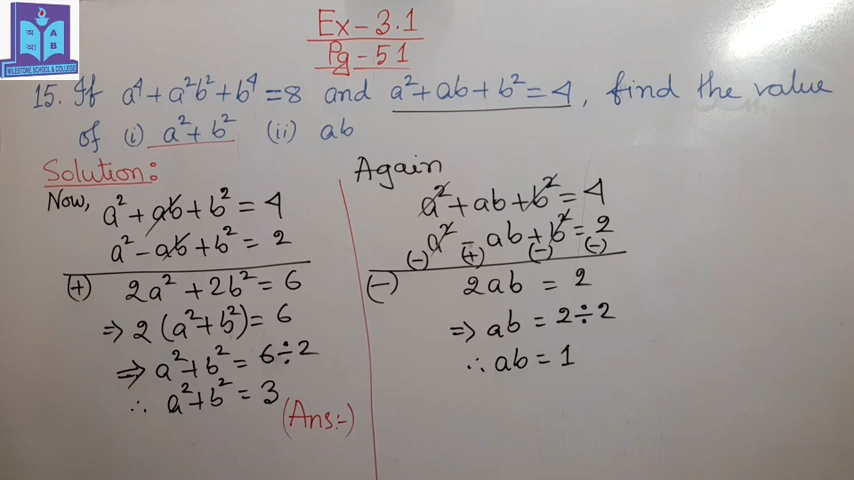 অ
আ
A
B
MILESTONE SCHOOL & COLLEGE
Ex-3.1
Pg-51
15. If a⁴+a²b²+b⁴=8 and a²+ab+b²=4, find the value
of (i) a²+b² (ii) ab
Solution:
Now, a²+ab+b²=4
a²-ab+b²=2
(+) 2a²+2b²=6
⇒ 2(a²+b²)=6
⇒ a²+b²=6÷2
∴ a²+b²=3
(Ans:-)
Again
a²+ab+b²=4
a²-ab+b²=2
(-) (+) (-) (-)
(-) 2ab=2
⇒ ab=2÷2
∴ ab=1